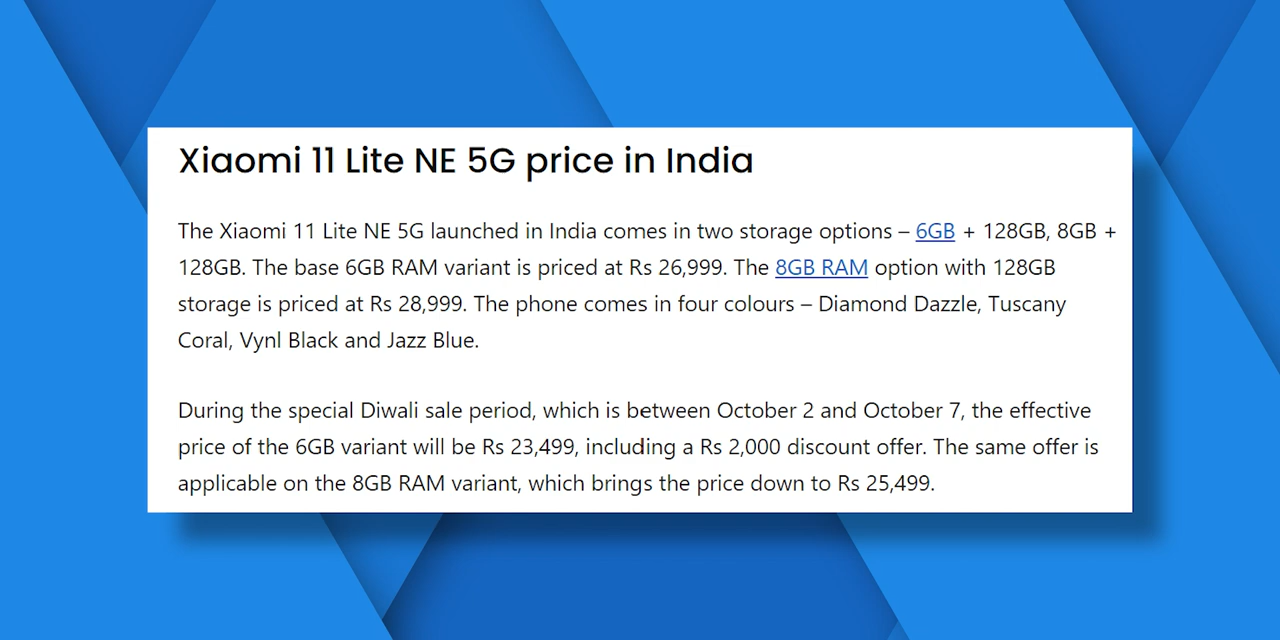 Xiaomi 11 Lite NE 5G price in India
The Xiaomi 11 Lite NE 5G launched in India comes in two storage options – 6GB + 128GB, 8GB +
128GB. The base 6GB RAM variant is priced at Rs 26,999. The 8GB RAM option with 128GB
storage is priced at Rs 28,999. The phone comes in four colours – Diamond Dazzle, Tuscany
Coral, Vynl Black and Jazz Blue.
During the special Diwali sale period, which is between October 2 and October 7, the effective
price of the 6GB variant will be Rs 23,499, including a Rs 2,000 discount offer. The same offer is
applicable on the 8GB RAM variant, which brings the price down to Rs 25,499.